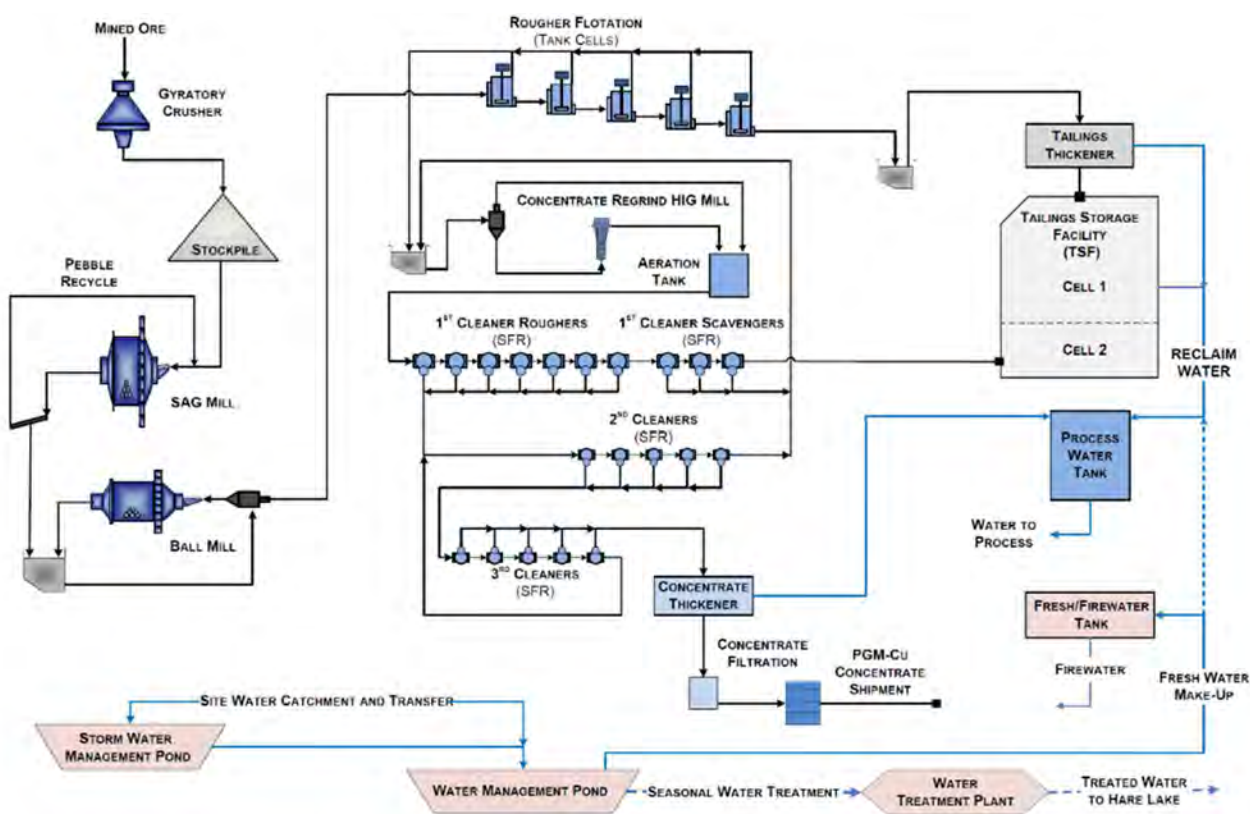 MINED ORE
GYRATORY
CRUSHER
STOCKPILE
PEBBLE
RECYCLE
SAG MILL
BALL MILL
ROUGHER FLOTATION
(TANK CELLS)
CONCENTRATE REGRIND HIG MILL
AERATION
TANK
1ST CLEANER ROUGHERS
(SFR)
1ST CLEANER SCAVENGERS
(SFR)
2ND CLEANERS
(SFR)
3RD CLEANERS
(SFR)
TAILINGS
THICKENER
TAILINGS STORAGE
FACILITY
(TSF)
CELL 1
CELL 2
RECLAIM
WATER
PROCESS
WATER
TANK
WATER TO
PROCESS
CONCENTRATE
THICKENER
CONCENTRATE
FILTRATION
PGM-CU
CONCENTRATE
SHIPMENT
FRESH/FIREWATER
TANK
FIREWATER
FRESH WATER
MAKE-UP
SITE WATER CATCHMENT AND TRANSFER
STORM WATER
MANAGEMENT POND
WATER MANAGEMENT POND
SEASONAL WATER TREATMENT
WATER
TREATMENT PLANT
TREATED WATER
TO HARE LAKE